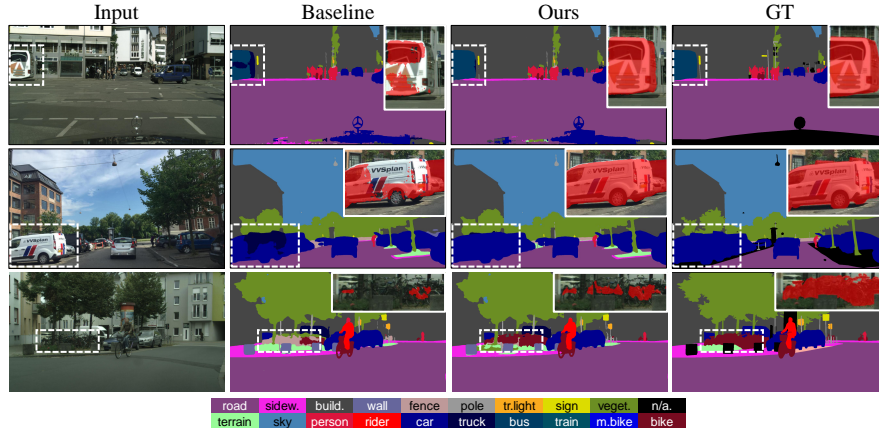 Input Baseline Ours GT
VVSplan
VVSplan
VVSplan
VVSplan
road sidew. build. wall fence pole tr.light sign veget. n/a.
terrain sky person rider car truck bus train m.bike bike